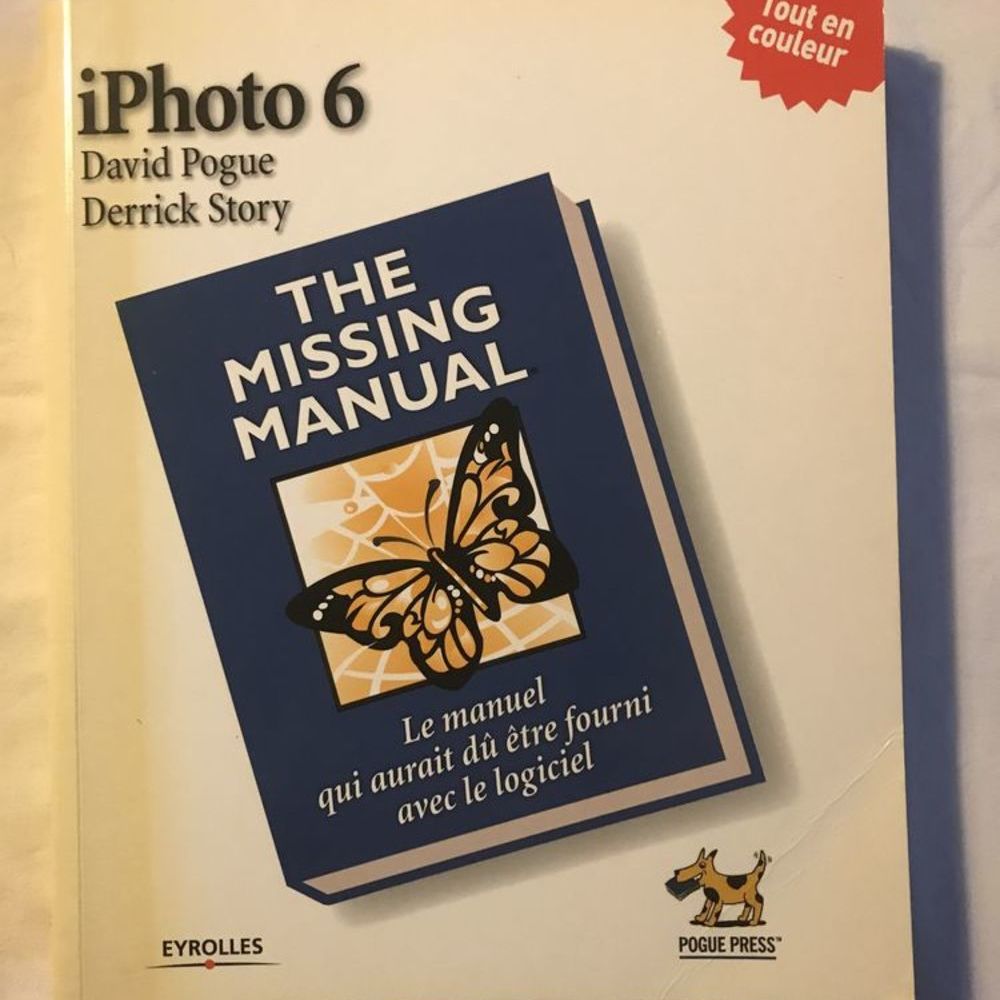 Tout en
couleur
iPhoto 6
David Pogue
Derrick Story
THE
MISSING
MANUAL
Le manuel
qui aurait dû être fourni
avec le logiciel
EYROLLES
POGUE PRESS™